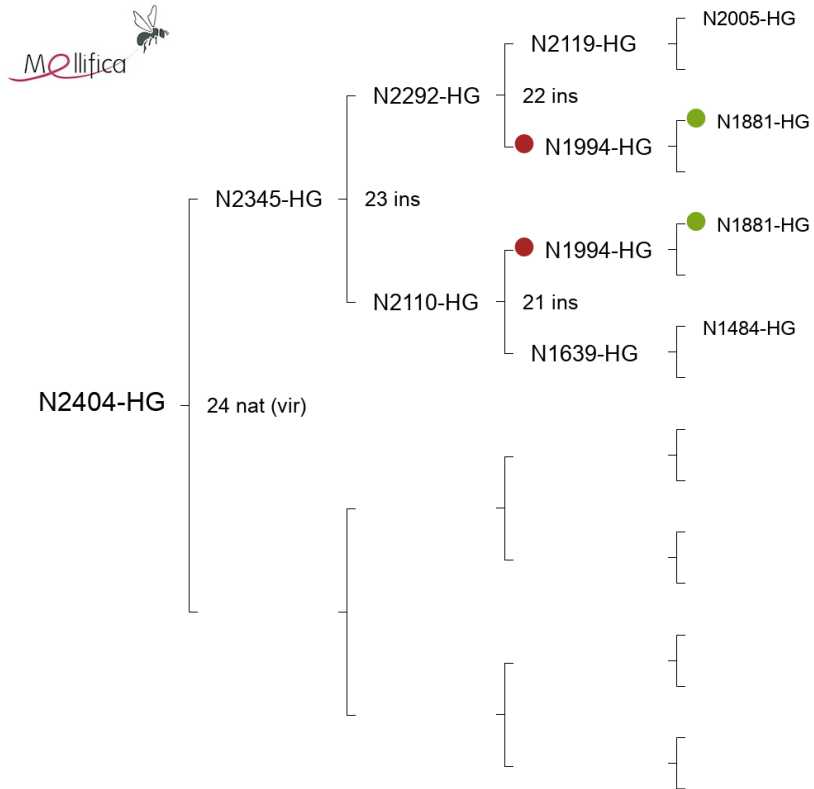 Mellifica
N2005-HG
N2119-HG
N2292-HG
22 ins
N1881-HG
N1994-HG
N2345-HG
23 ins
N1881-HG
N1994-HG
N2110-HG
21 ins
N1484-HG
N1639-HG
N2404-HG
24 nat (vir)